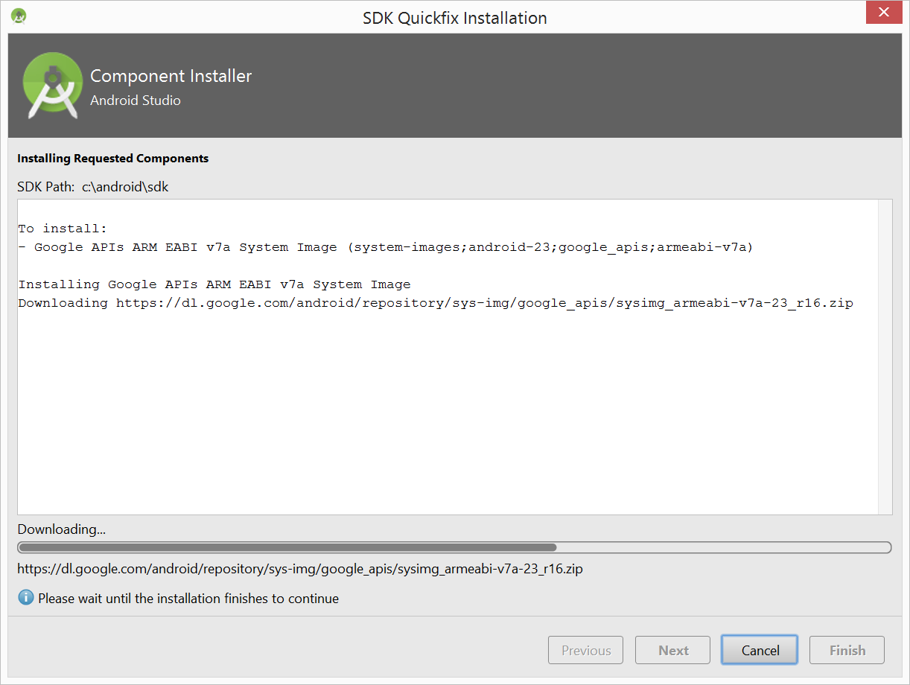 SDK Quickfix Installation
Component Installer
Android Studio
Installing Requested Components
SDK Path: c:\android\sdk
To install:
- Google APIs ARM EABI v7a System Image (system-images;android-23;google_apis;armeabi-v7a)
Installing Google APIs ARM EABI v7a System Image
Downloading https://dl.google.com/android/repository/sys-img/google_apis/sysimg_armeabi-v7a-23_r16.zip
Downloading...
https://dl.google.com/android/repository/sys-img/google_apis/sysimg_armeabi-v7a-23_r16.zip
Please wait until the installation finishes to continue
Previous Next Cancel Finish